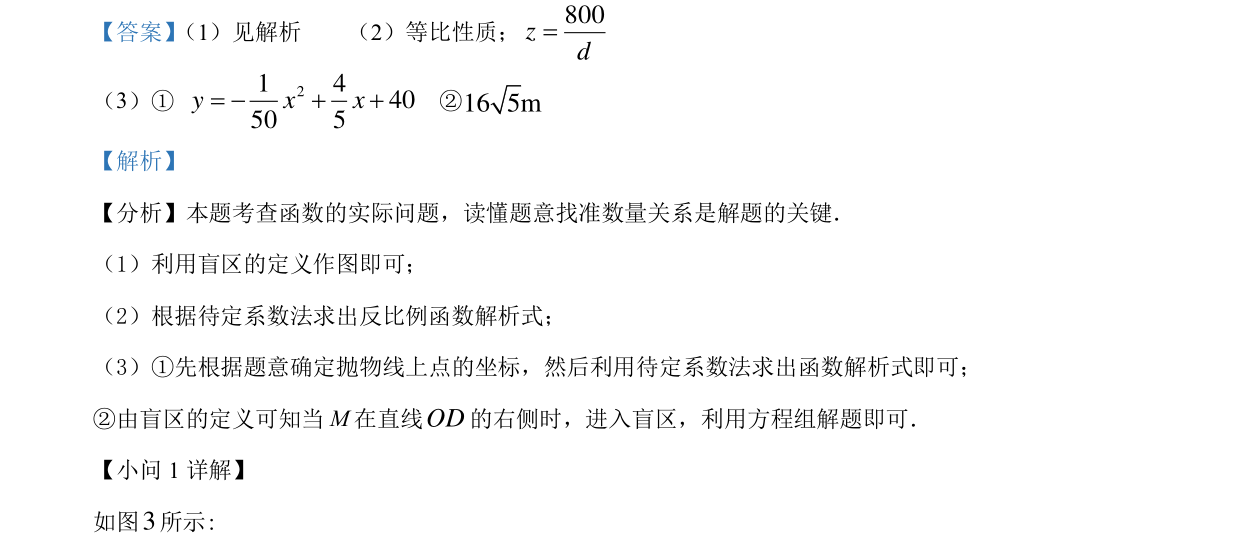 【答案】（1）见解析　　（2）等比性质；z = 800/d
（3）① y = −1/50 x² + 4/5 x + 40　②16√5m
【解析】
【分析】本题考查函数的实际问题，读懂题意找准数量关系是解题的关键．
（1）利用盲区的定义作图即可；
（2）根据待定系数法求出反比例函数解析式；
（3）①先根据题意确定抛物线上点的坐标，然后利用待定系数法求出函数解析式即可；
②由盲区的定义可知当 M 在直线 OD 的右侧时，进入盲区，利用方程组解题即可．
【小问 1 详解】
如图 3 所示: